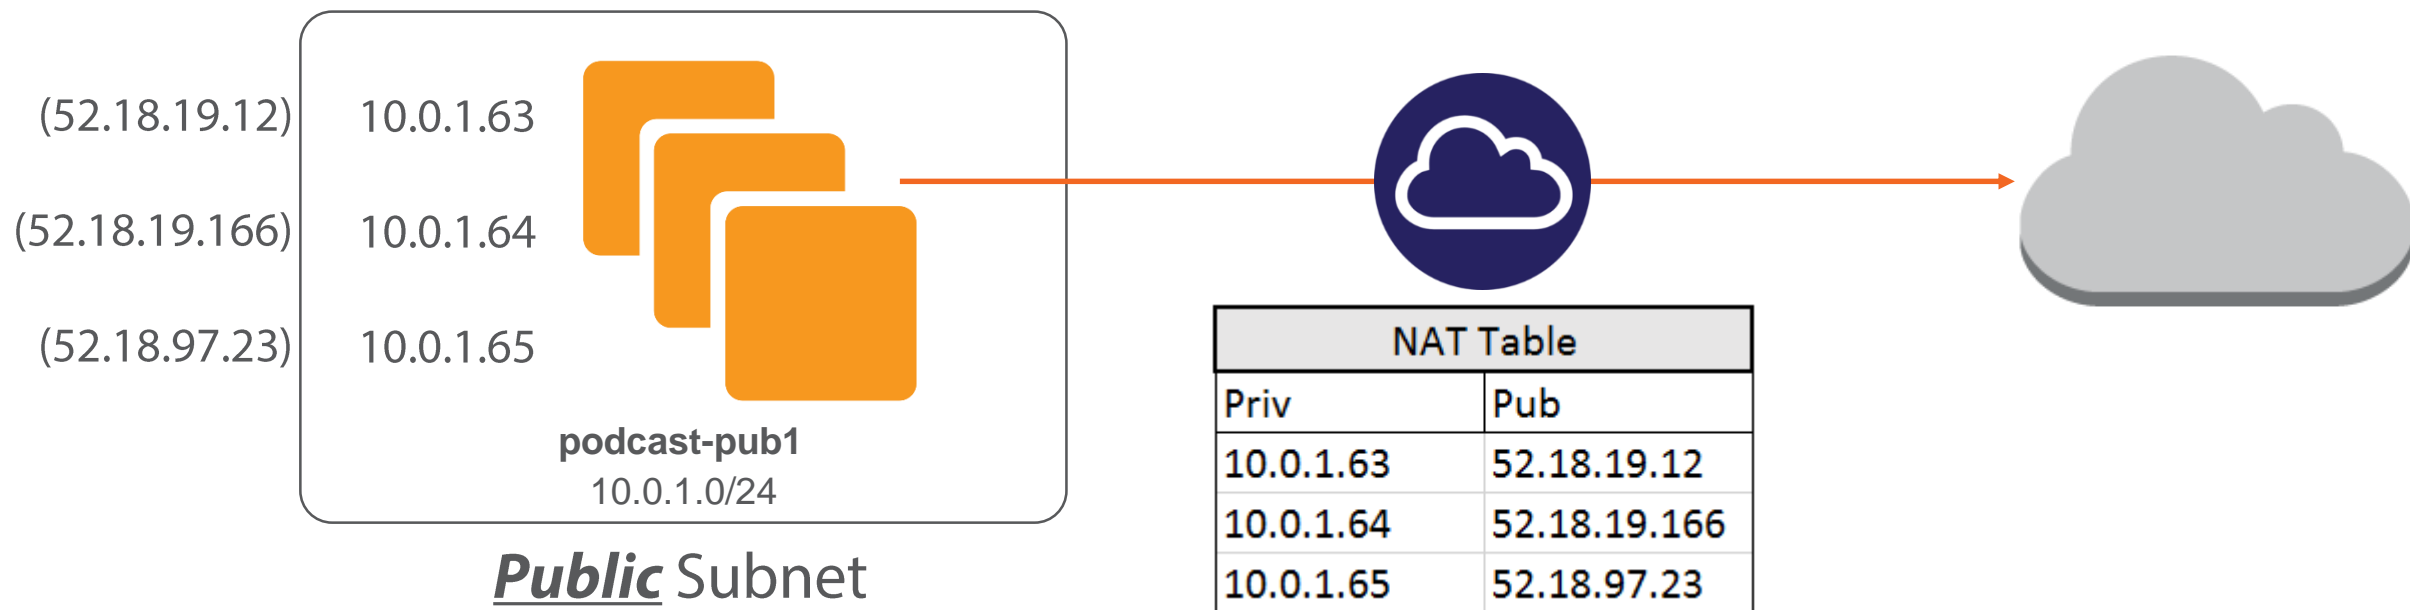 (52.18.19.12) 10.0.1.63
(52.18.19.166) 10.0.1.64
(52.18.97.23) 10.0.1.65
podcast-pub1
10.0.1.0/24
Public Subnet
NAT Table
Priv Pub
10.0.1.63 52.18.19.12
10.0.1.64 52.18.19.166
10.0.1.65 52.18.97.23